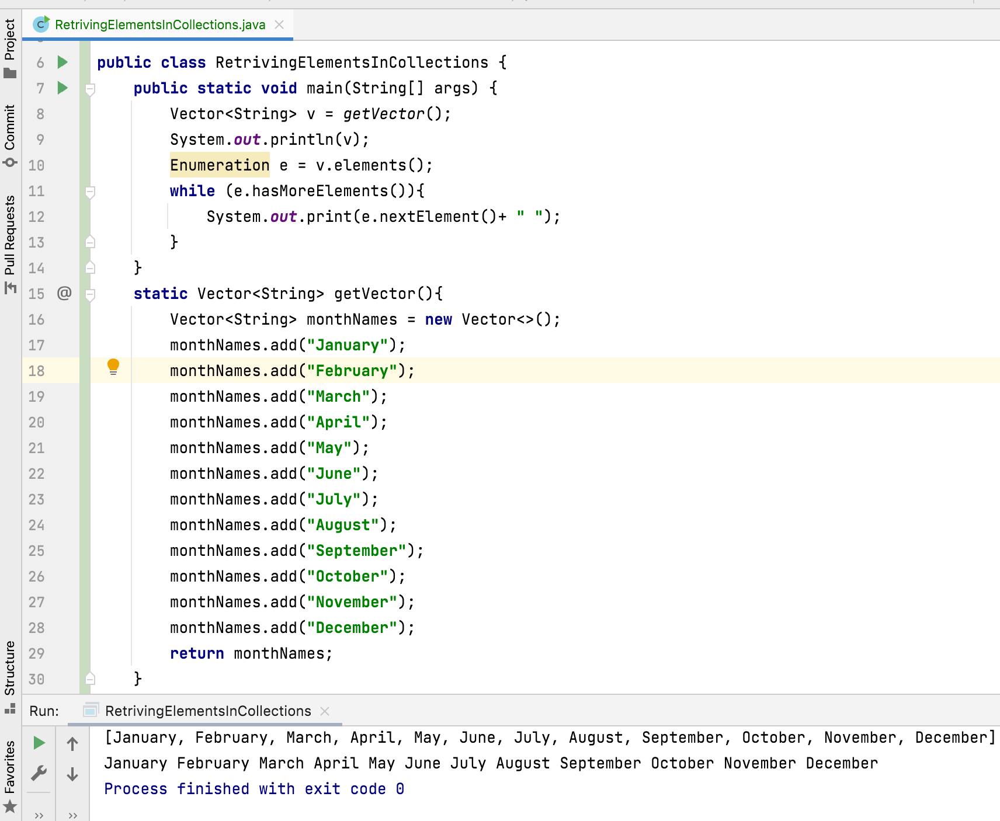 RetrivingElementsInCollections.java
Project
Commit
Pull Requests
Structure
Favorites
6 public class RetrivingElementsInCollections {
7 public static void main(String[] args) {
8 Vector<String> v = getVector();
9 System.out.println(v);
10 Enumeration e = v.elements();
11 while (e.hasMoreElements()){
12 System.out.print(e.nextElement()+ " ");
13 }
14 }
15 @ static Vector<String> getVector(){
16 Vector<String> monthNames = new Vector<>();
17 monthNames.add("January");
18 monthNames.add("February");
19 monthNames.add("March");
20 monthNames.add("April");
21 monthNames.add("May");
22 monthNames.add("June");
23 monthNames.add("July");
24 monthNames.add("August");
25 monthNames.add("September");
26 monthNames.add("October");
27 monthNames.add("November");
28 monthNames.add("December");
29 return monthNames;
30 }
Run: RetrivingElementsInCollections
[January, February, March, April, May, June, July, August, September, October, November, December]
January February March April May June July August September October November December
Process finished with exit code 0